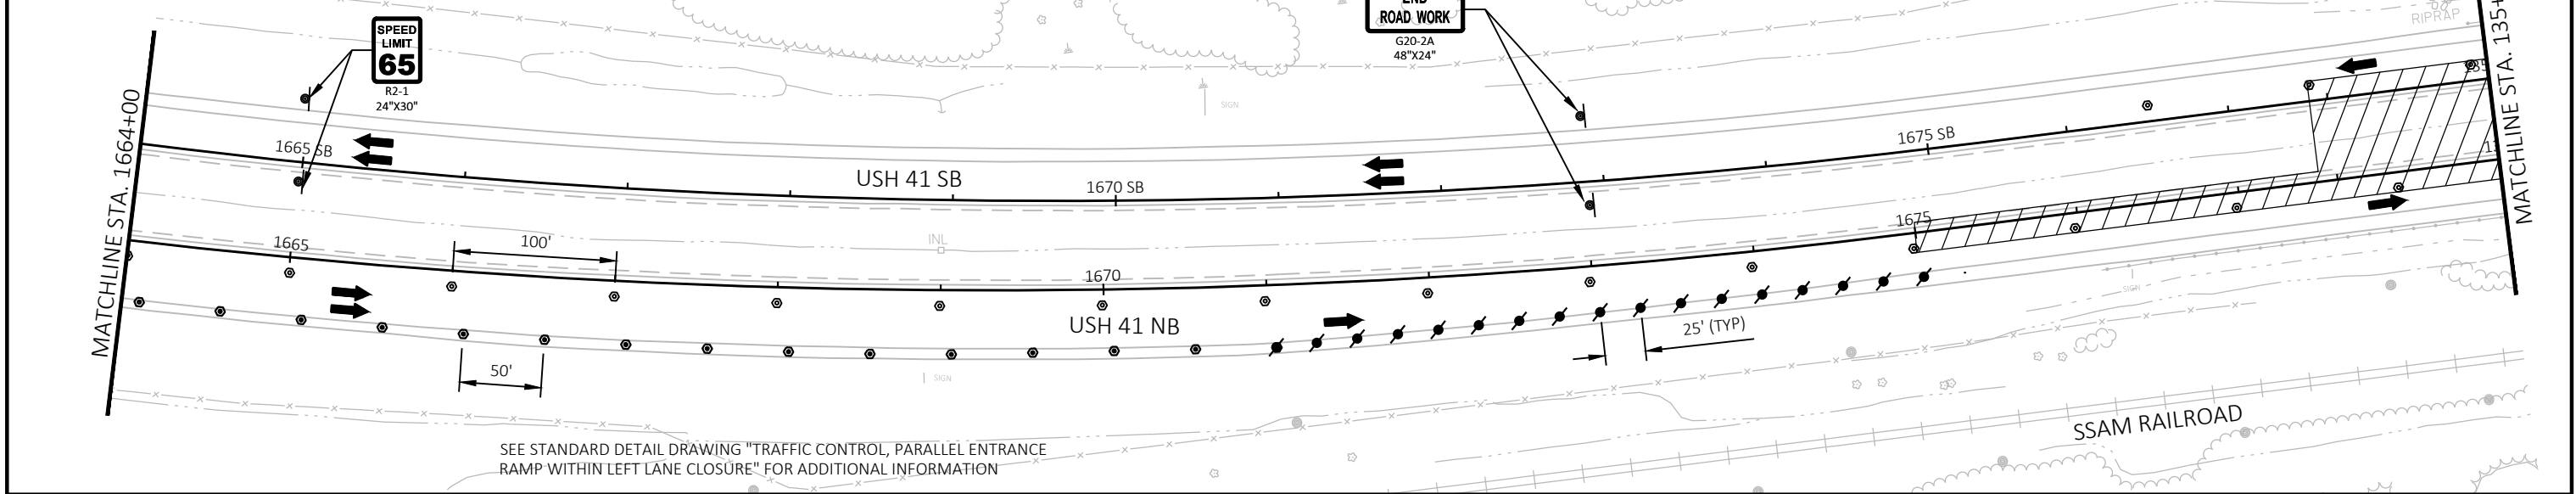 SPEED
LIMIT
65
R2-1
24"X30"
END
ROAD WORK
G20-2A
48"X24"
RIPRAP
SIGN
MATCHLINE STA. 1664+00
MATCHLINE STA. 135+
1665 SB
USH 41 SB
1670 SB
1675 SB
135
1665
100'
INL
1670
1675
USH 41 NB
25' (TYP)
50'
SIGN
SIGN
SSAM RAILROAD
SEE STANDARD DETAIL DRAWING "TRAFFIC CONTROL, PARALLEL ENTRANCE
RAMP WITHIN LEFT LANE CLOSURE" FOR ADDITIONAL INFORMATION